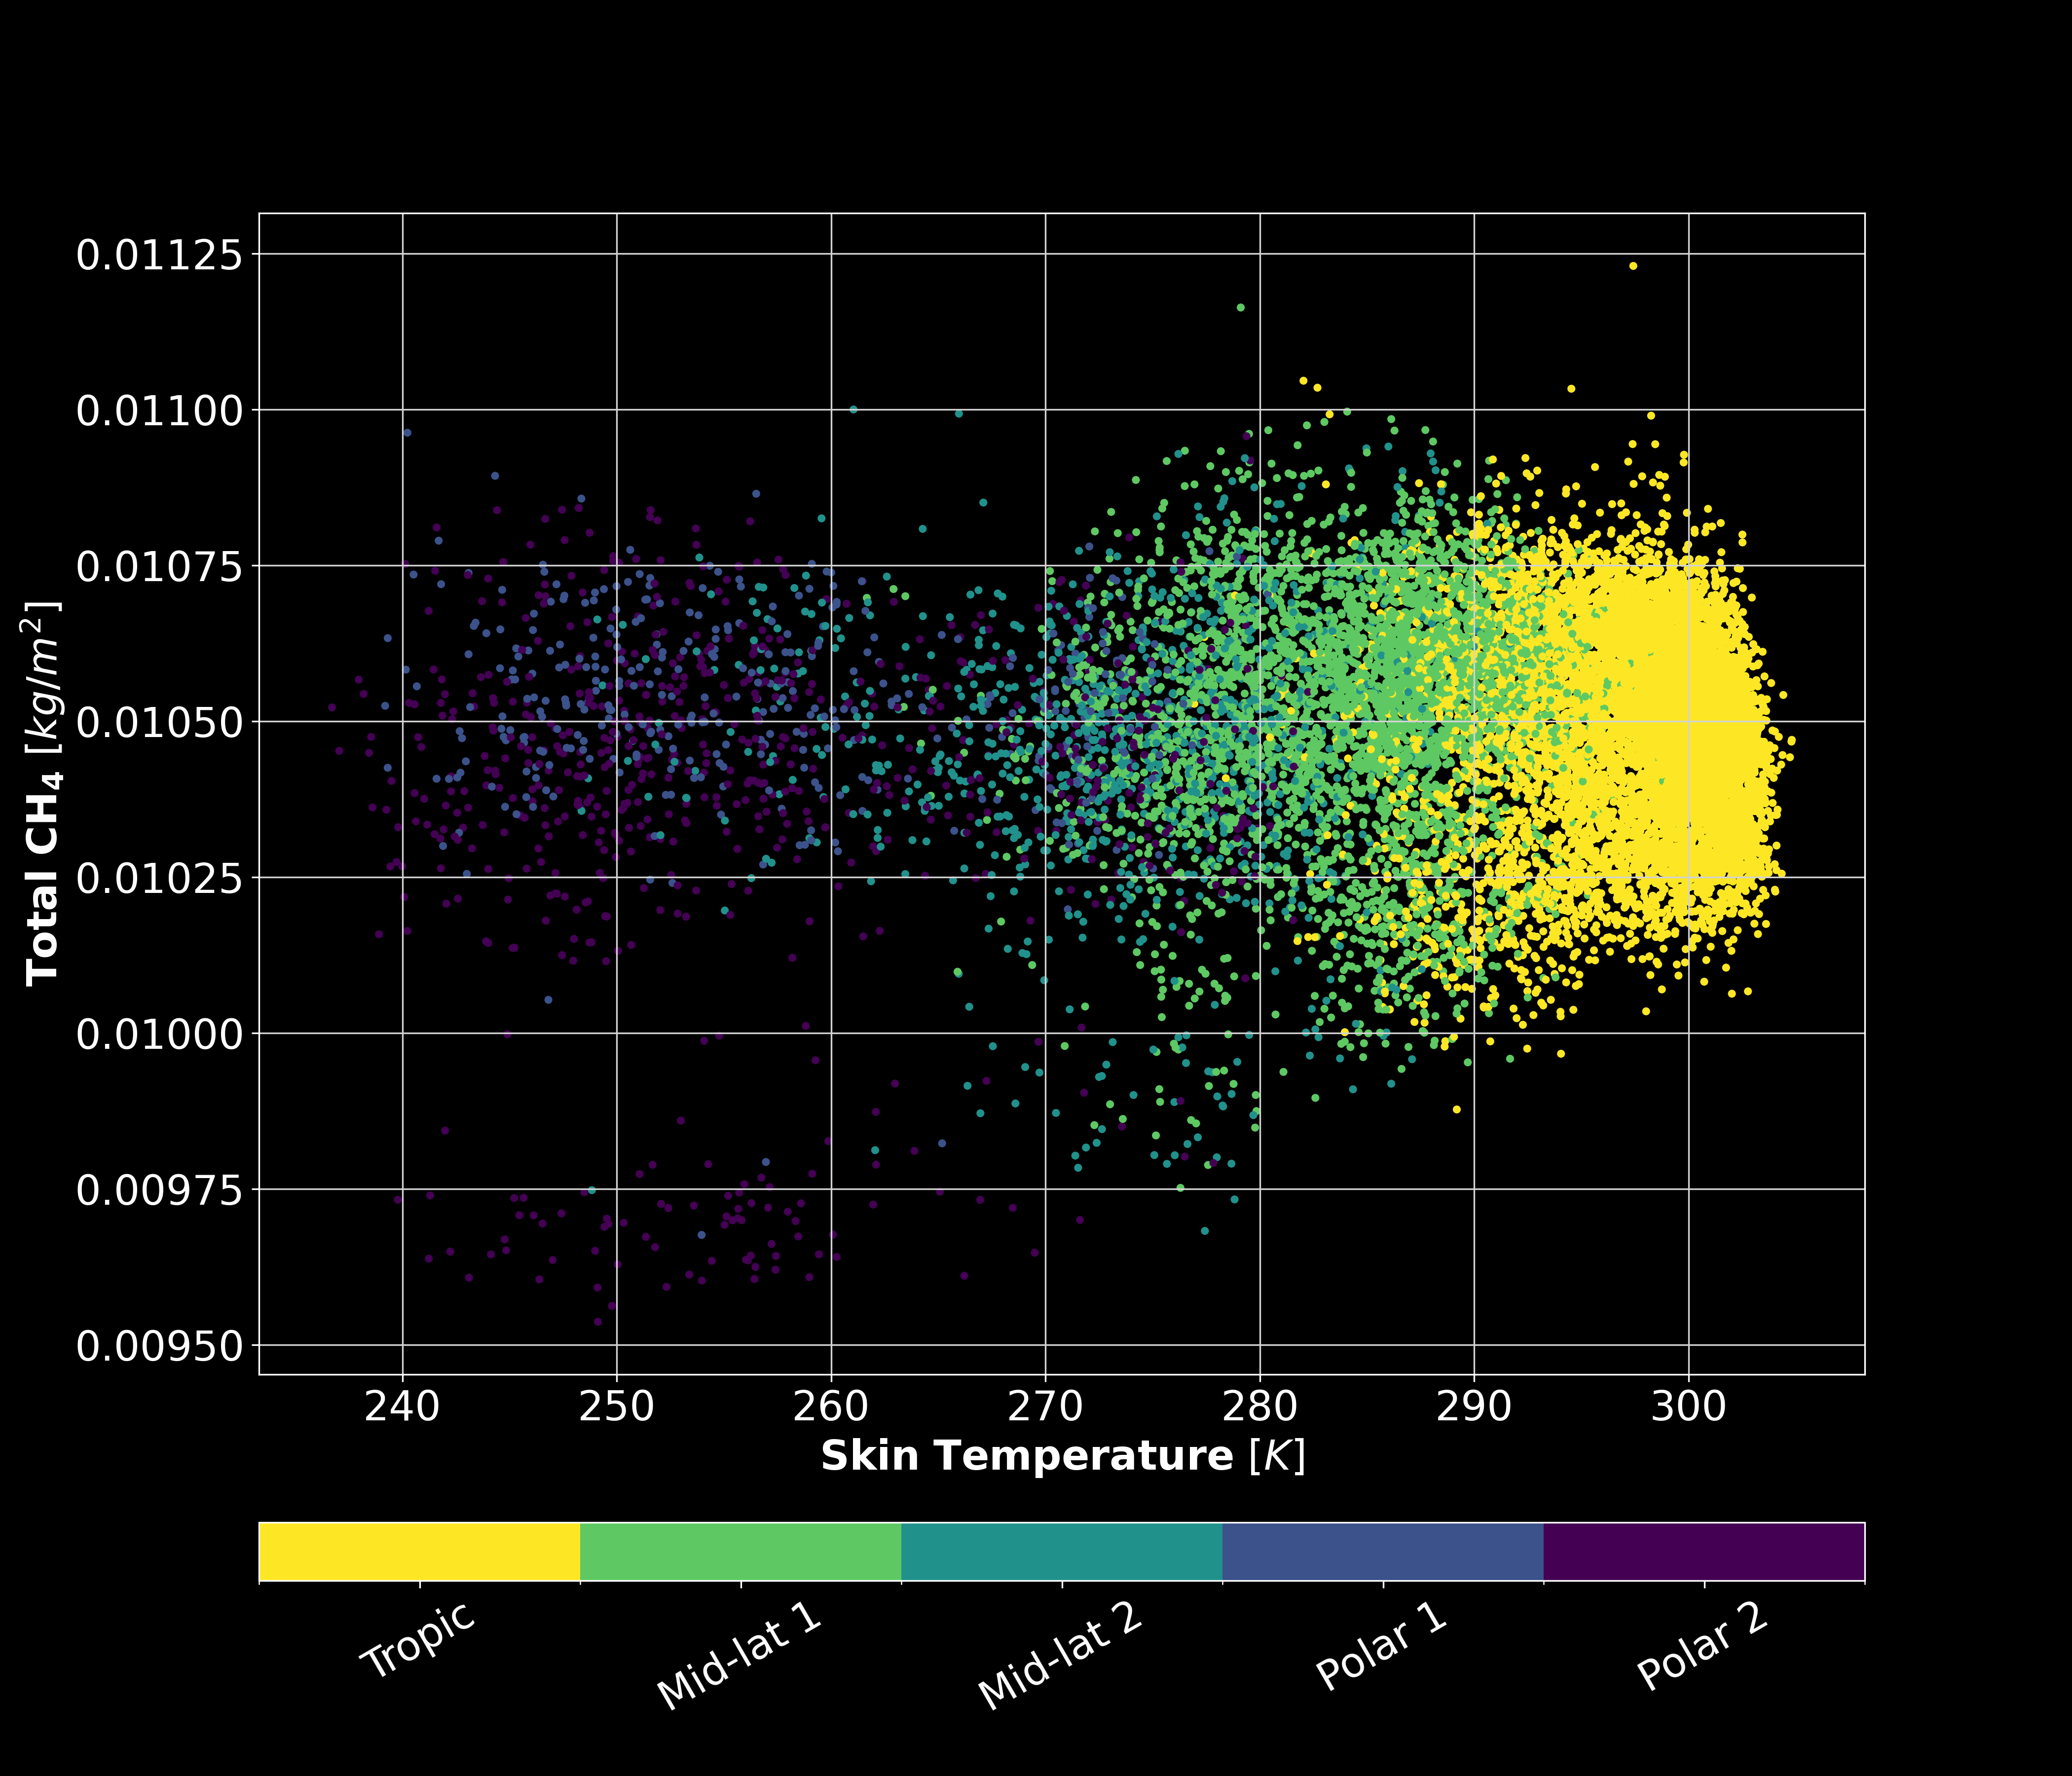 0.01125
0.01100
0.01075
0.01050
0.01025
0.01000
0.00975
0.00950
Total CH₄ [kg/m²]
240 250 260 270 280 290 300
Skin Temperature [K]
Tropic Mid-lat 1 Mid-lat 2 Polar 1 Polar 2